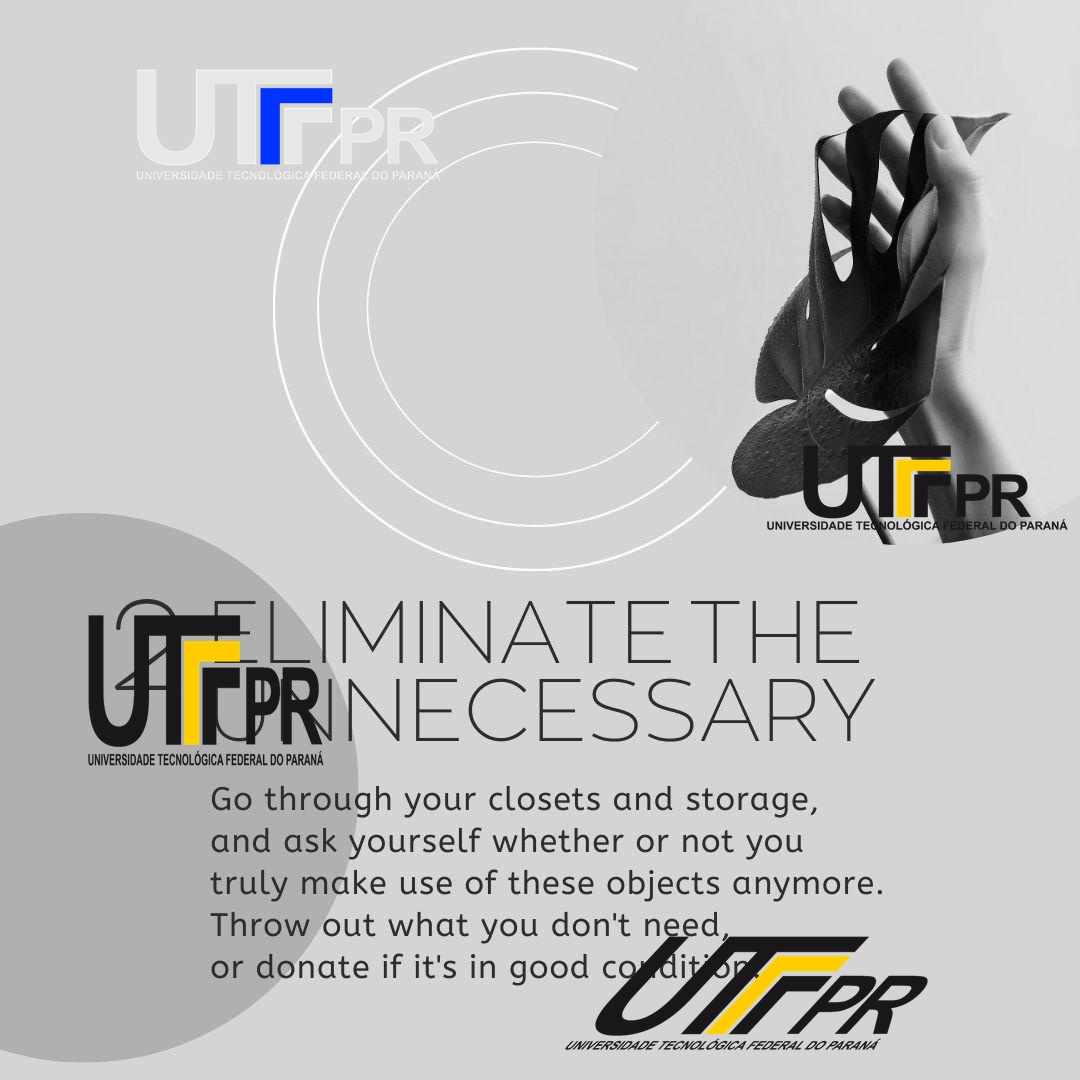 UTFPR
UNIVERSIDADE TECNOLÓGICA FEDERAL DO PARANÁ
UTFPR
UNIVERSIDADE TECNOLÓGICA FEDERAL DO PARANÁ
2 ELIMINATE THE
UNNECESSARY
UTFPR
UNIVERSIDADE TECNOLÓGICA FEDERAL DO PARANÁ
Go through your closets and storage,
and ask yourself whether or not you
truly make use of these objects anymore.
Throw out what you don't need,
or donate if it's in good condition.
UTFPR
UNIVERSIDADE TECNOLÓGICA FEDERAL DO PARANÁ